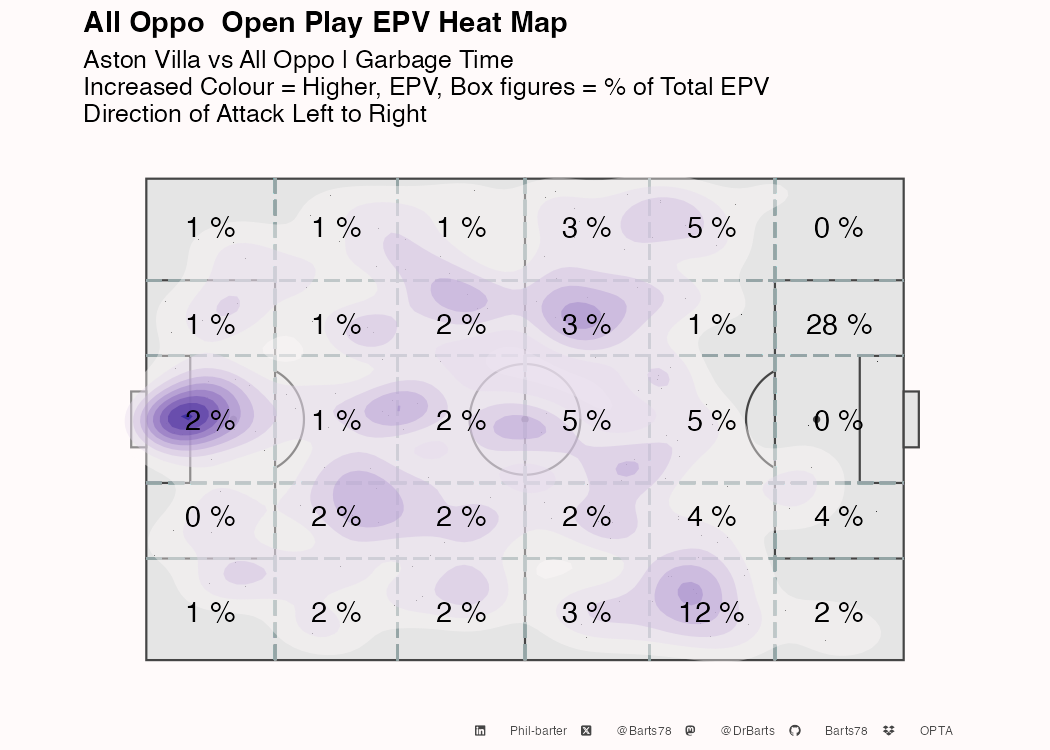 All Oppo  Open Play EPV Heat Map
Aston Villa vs All Oppo | Garbage Time
Increased Colour = Higher, EPV, Box figures = % of Total EPV
Direction of Attack Left to Right
1 % 1 % 1 % 3 % 5 % 0 %
1 % 1 % 2 % 3 % 1 % 28 %
2 % 1 % 2 % 5 % 5 % 0 %
0 % 2 % 2 % 2 % 4 % 4 %
1 % 2 % 2 % 3 % 12 % 2 %
Phil-barter @Barts78 @DrBarts Barts78 OPTA